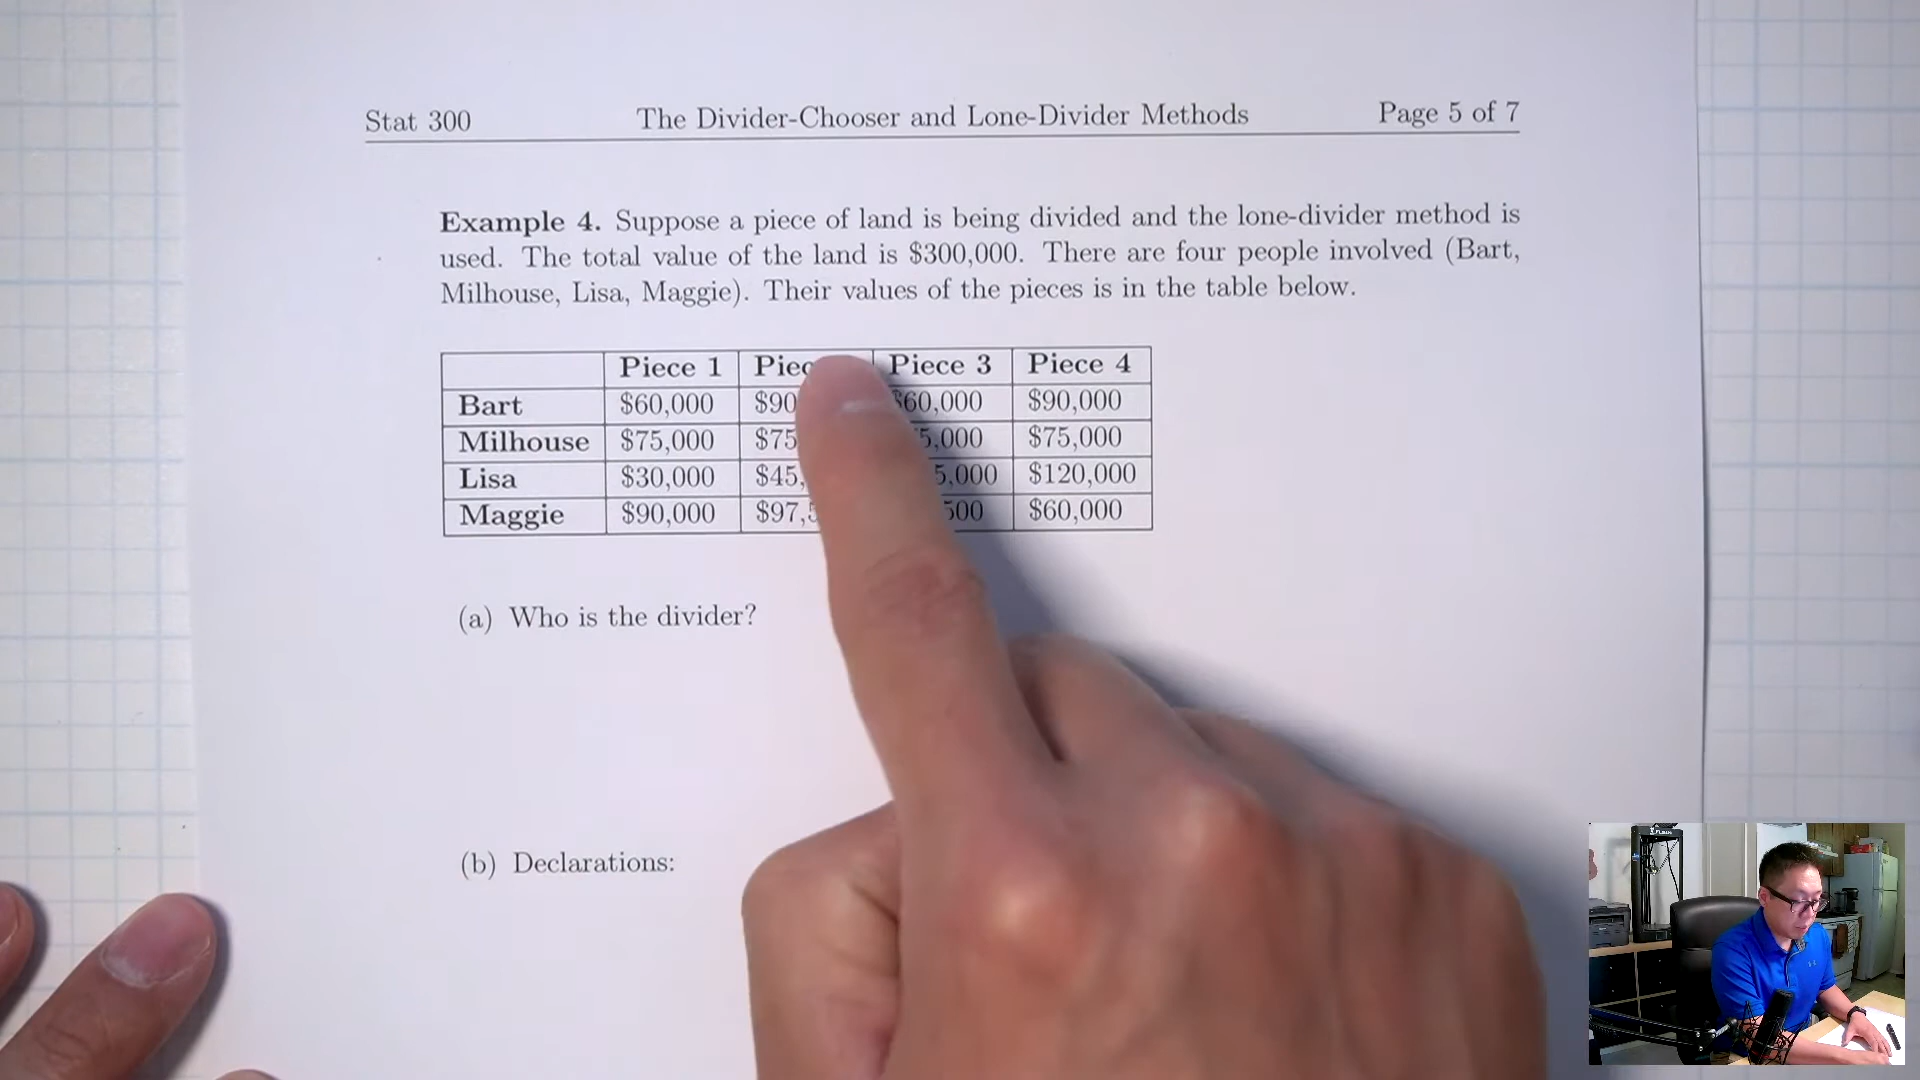 Stat 300 The Divider-Chooser and Lone-Divider Methods Page 5 of 7
Example 4. Suppose a piece of land is being divided and the lone-divider method is
used. The total value of the land is $300,000. There are four people involved (Bart,
Milhouse, Lisa, Maggie). Their values of the pieces is in the table below.
Piece 1 Piece 3 Piece 4
Bart $60,000 $60,000 $90,000
Milhouse $75,000 $75,000
Lisa $30,000 $120,000
Maggie $90,000 $60,000
(a) Who is the divider?
(b) Declarations: